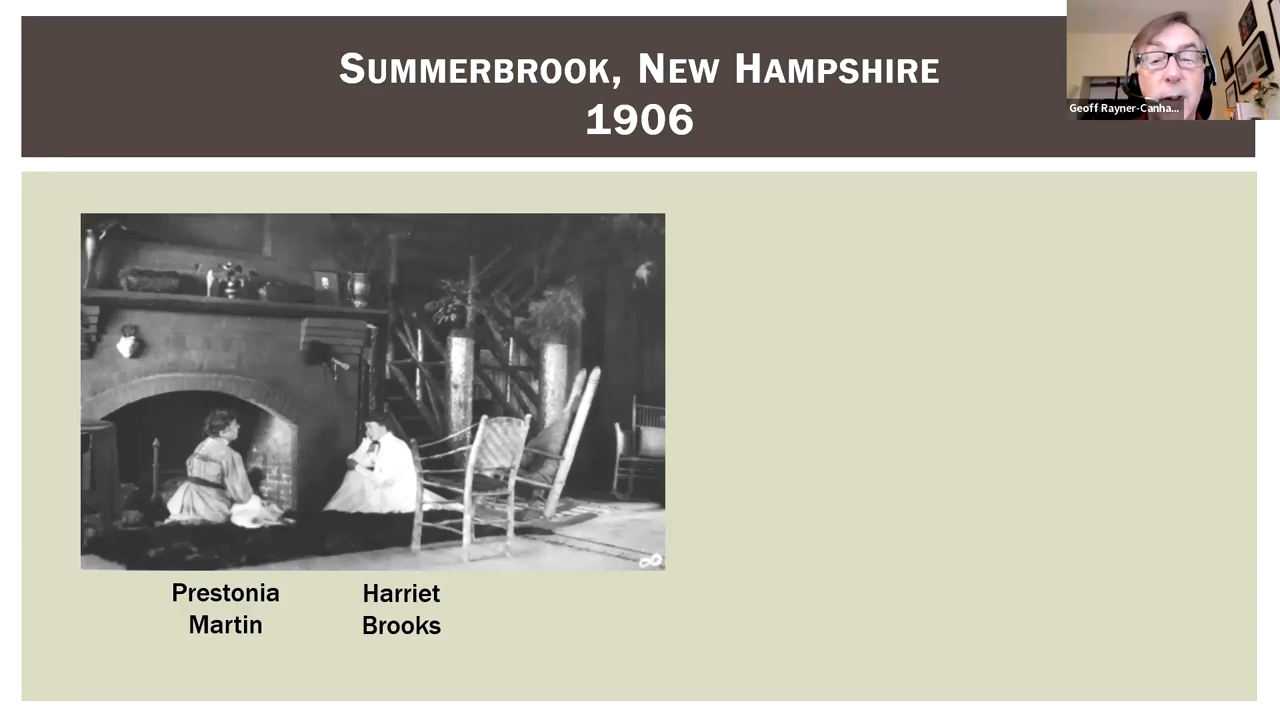 SUMMERBROOK, NEW HAMPSHIRE
1906
Geoff Rayner-Canha...
Prestonia
Martin
Harriet
Brooks